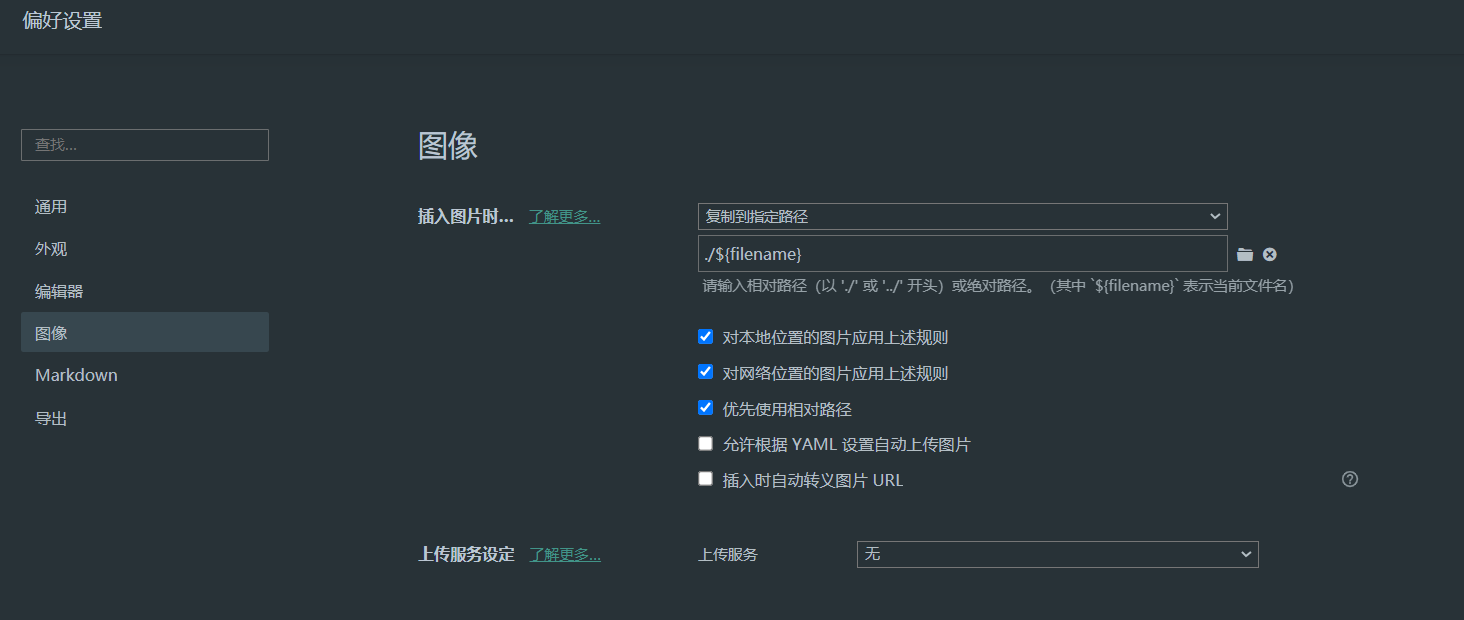 偏好设置
查找...
通用
外观
编辑器
图像
Markdown
导出
图像
插入图片时... 了解更多...
复制到指定路径
./${filename}
请输入相对路径（以 './' 或 '../' 开头）或绝对路径。（其中 `${filename}` 表示当前文件名）
对本地位置的图片应用上述规则
对网络位置的图片应用上述规则
优先使用相对路径
允许根据 YAML 设置自动上传图片
插入时自动转义图片 URL
上传服务设定 了解更多... 上传服务 无